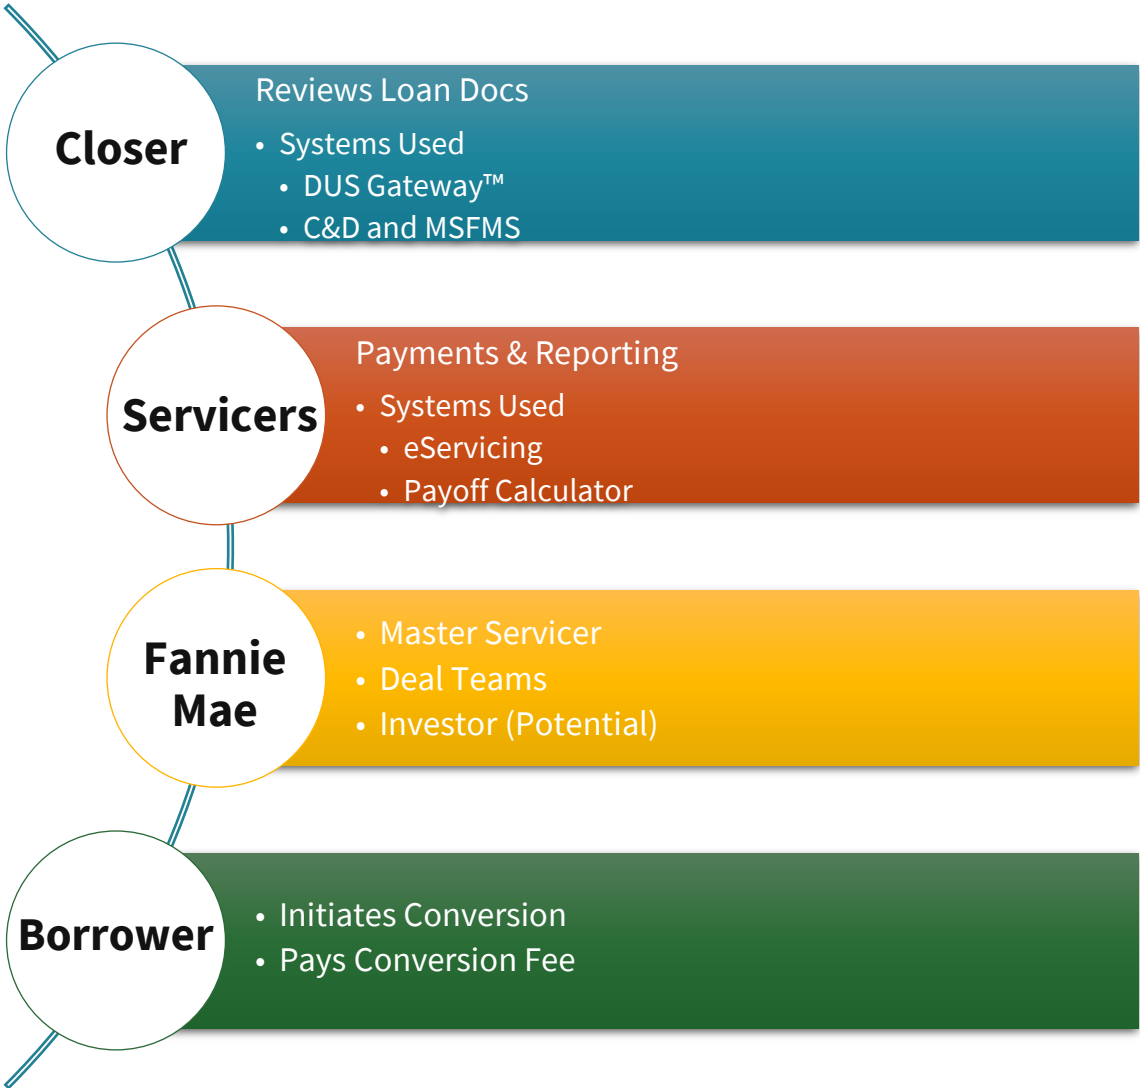 Closer
Reviews Loan Docs
• Systems Used
• DUS Gateway™
• C&D and MSFMS
Servicers
Payments & Reporting
• Systems Used
• eServicing
• Payoff Calculator
Fannie
Mae
• Master Servicer
• Deal Teams
• Investor (Potential)
Borrower
• Initiates Conversion
• Pays Conversion Fee